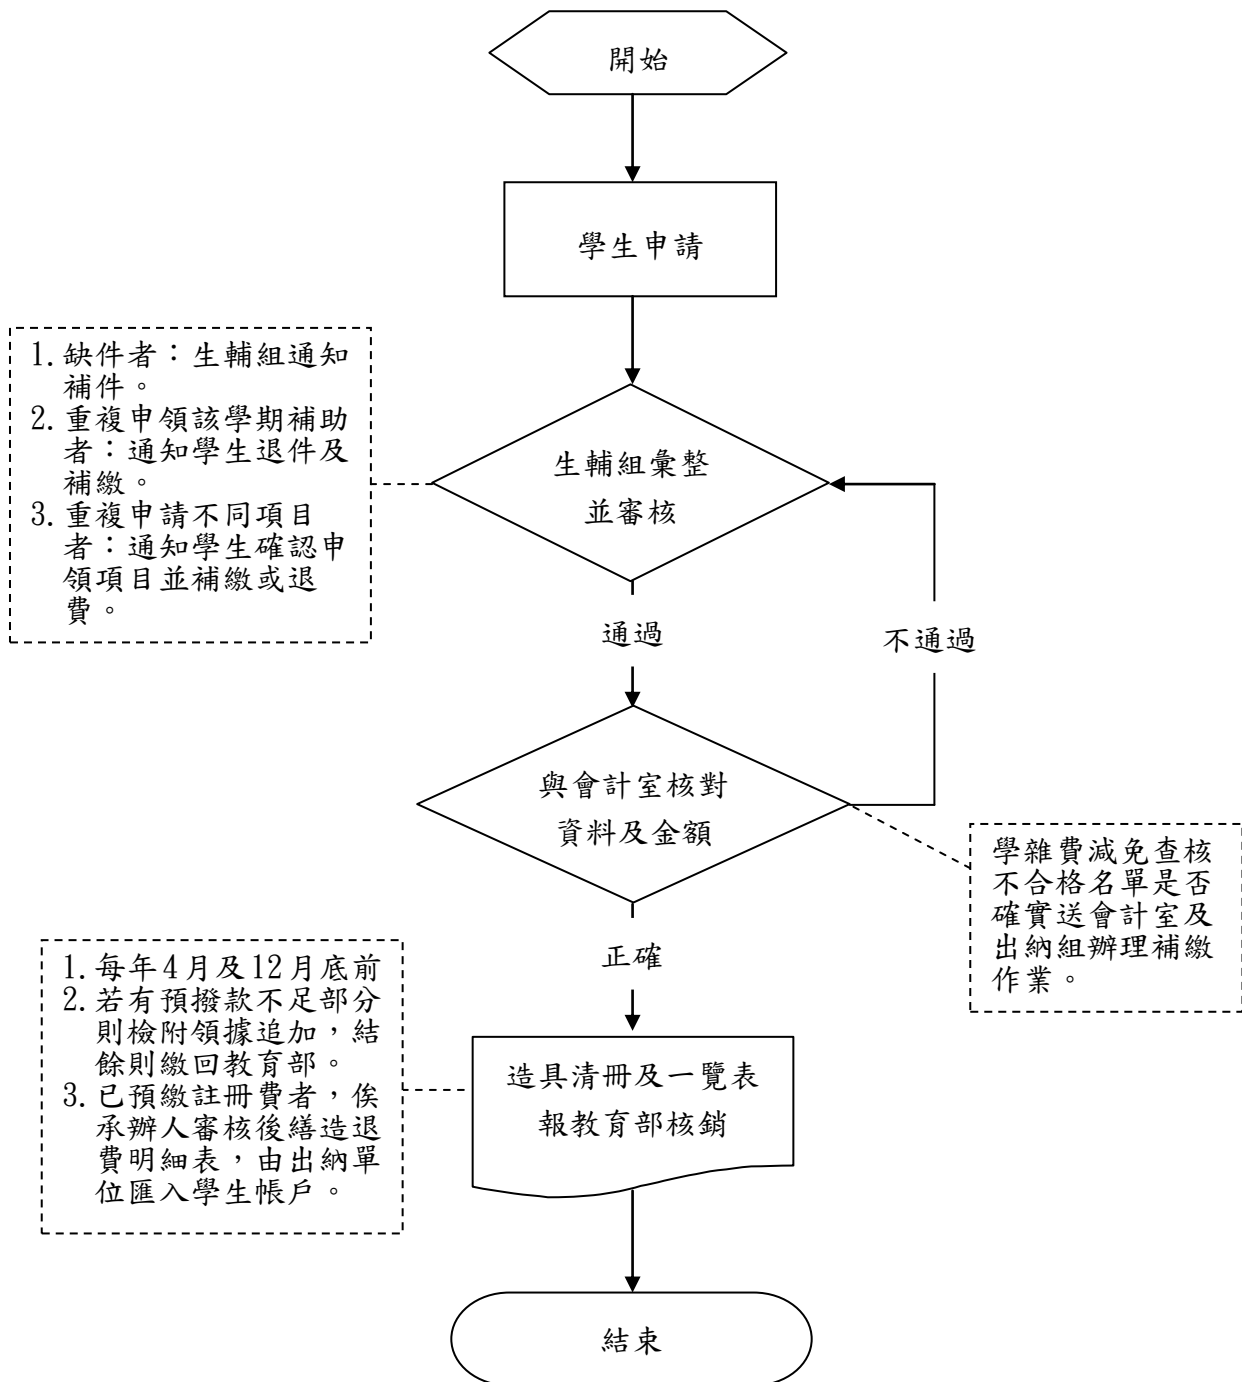 開始
學生申請
1. 缺件者：生輔組通知
補件。
2. 重複申領該學期補助
者：通知學生退件及
補繳。
3. 重複申請不同項目
者：通知學生確認申
領項目並補繳或退
費。
生輔組彙整
並審核
通過
不通過
與會計室核對
資料及金額
學雜費減免查核
不合格名單是否
確實送會計室及
出納組辦理補繳
作業。
正確
1. 每年4月及12月底前
2. 若有預撥款不足部分
則檢附領據追加，結
餘則繳回教育部。
3. 已預繳註冊費者，俟
承辦人審核後繕造退
費明細表，由出納單
位匯入學生帳戶。
造具清冊及一覽表
報教育部核銷
結束